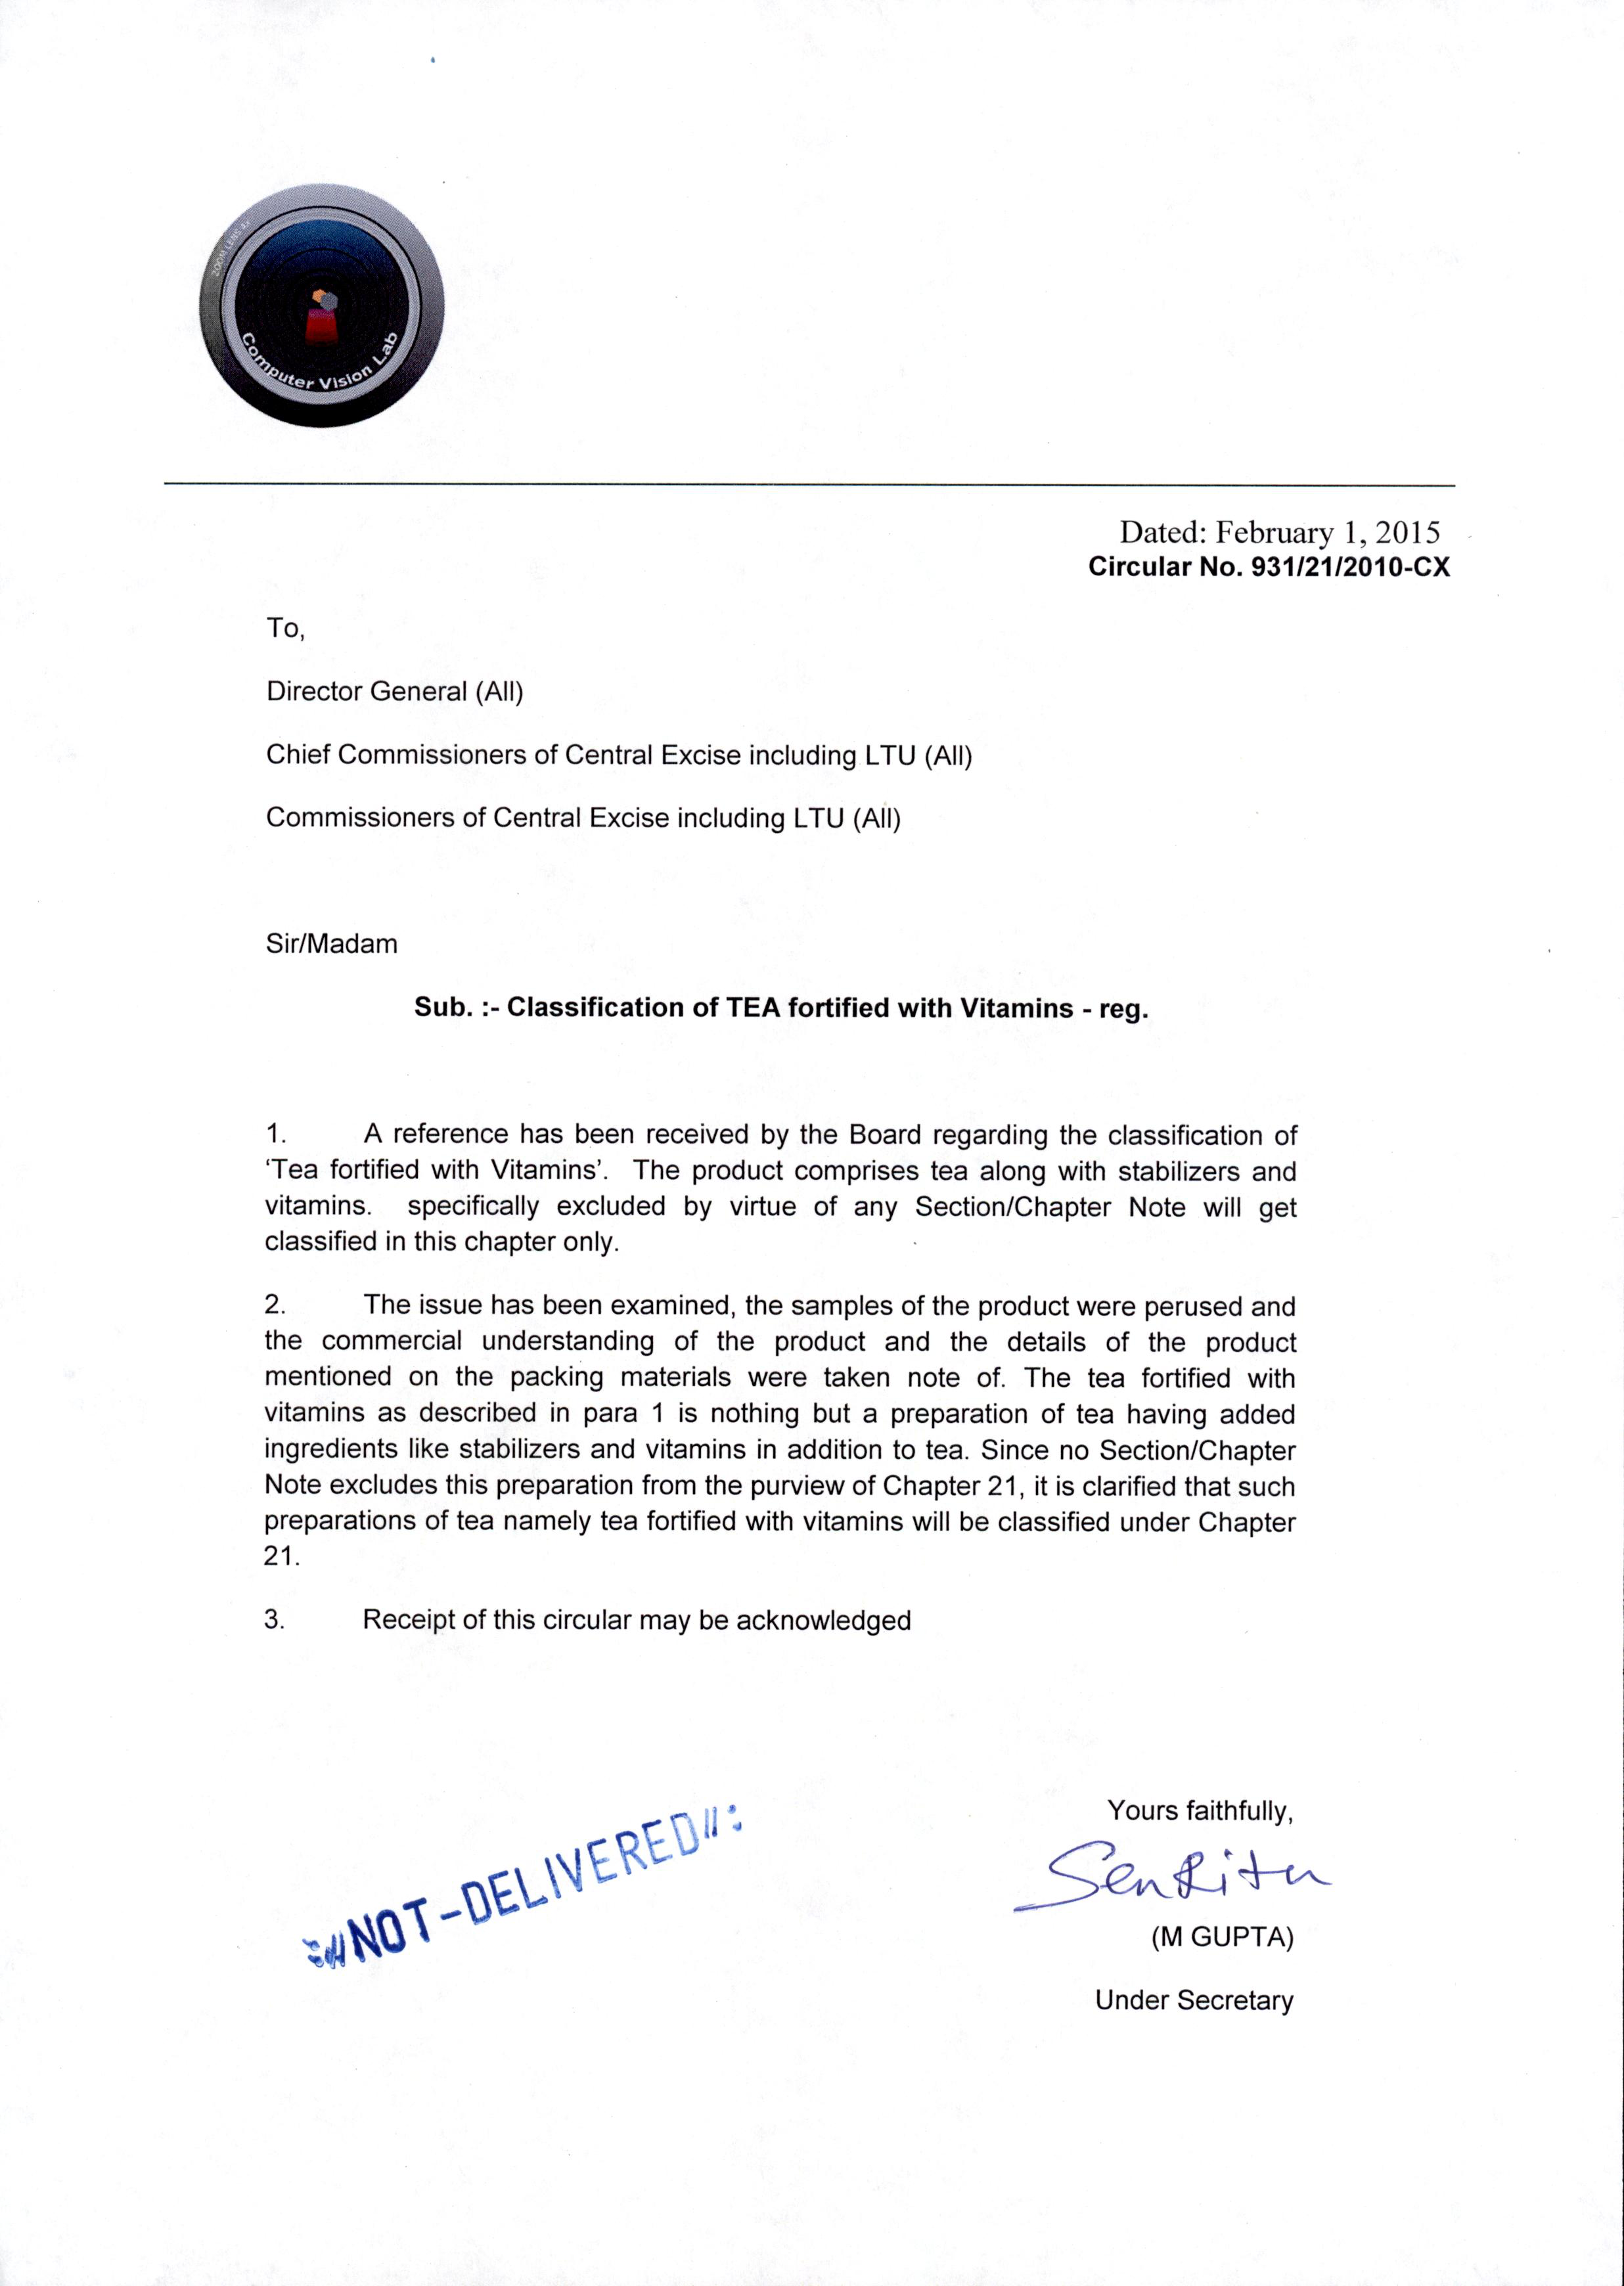 ZOOM LENS 4x
Computer Vision Lab
Dated: February 1, 2015
Circular No. 931/21/2010-CX
To,
Director General (All)
Chief Commissioners of Central Excise including LTU (All)
Commissioners of Central Excise including LTU (All)
Sir/Madam
Sub. :- Classification of TEA fortified with Vitamins - reg.
1. A reference has been received by the Board regarding the classification of
‘Tea fortified with Vitamins’. The product comprises tea along with stabilizers and
vitamins. specifically excluded by virtue of any Section/Chapter Note will get
classified in this chapter only.
2. The issue has been examined, the samples of the product were perused and
the commercial understanding of the product and the details of the product
mentioned on the packing materials were taken note of. The tea fortified with
vitamins as described in para 1 is nothing but a preparation of tea having added
ingredients like stabilizers and vitamins in addition to tea. Since no Section/Chapter
Note excludes this preparation from the purview of Chapter 21, it is clarified that such
preparations of tea namely tea fortified with vitamins will be classified under Chapter
21.
3. Receipt of this circular may be acknowledged
Yours faithfully,
SenRitu
(M GUPTA)
Under Secretary
:"NOT-DELIVERED":